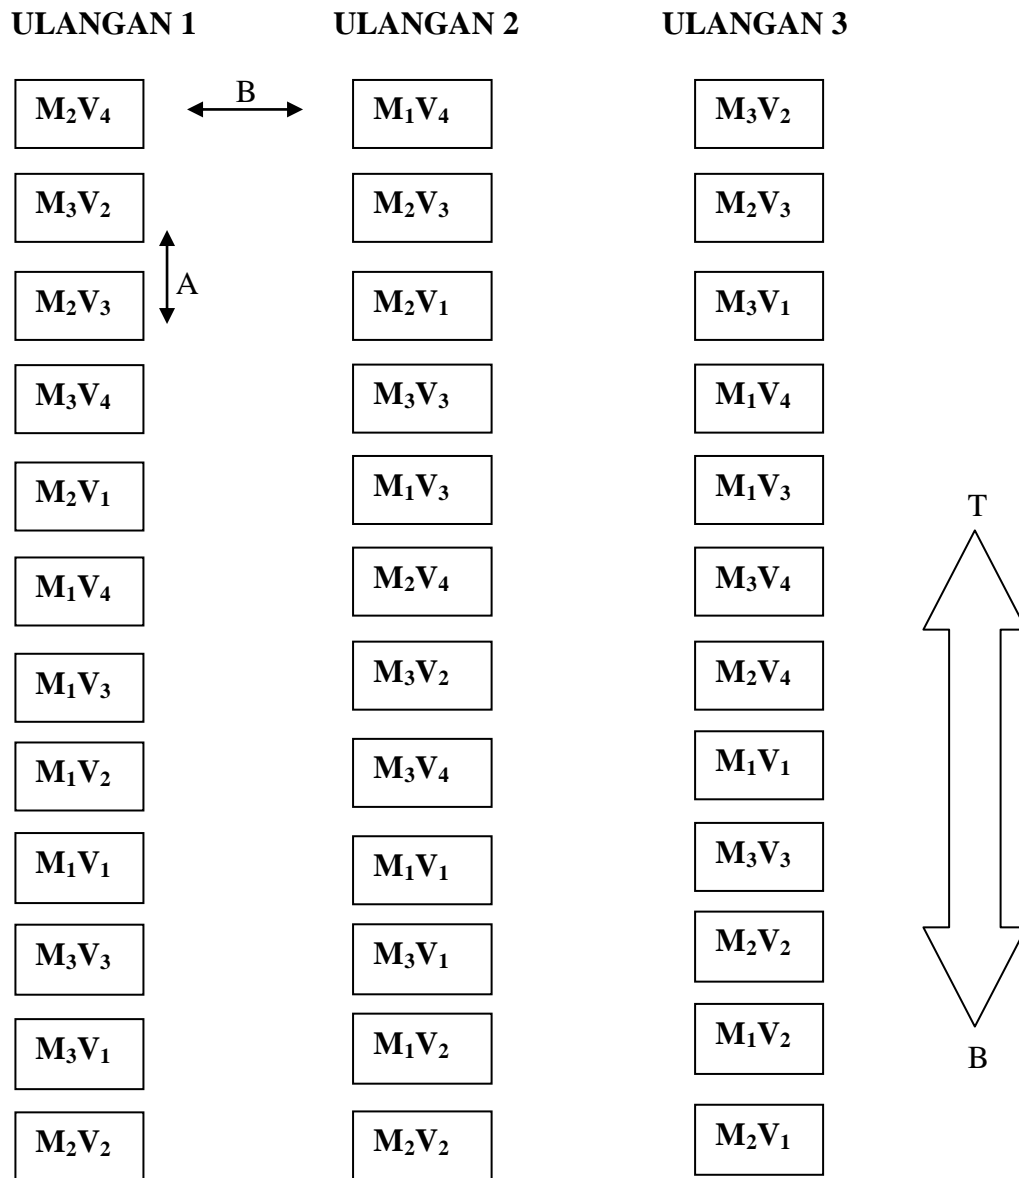 ULANGAN 1 ULANGAN 2 ULANGAN 3
M₂V₄ B M₁V₄ M₃V₂
M₃V₂ M₂V₃ M₂V₃
A
M₂V₃ M₂V₁ M₃V₁
M₃V₄ M₃V₃ M₁V₄
M₂V₁ M₁V₃ M₁V₃
T
M₁V₄ M₂V₄ M₃V₄
M₁V₃ M₃V₂ M₂V₄
M₁V₂ M₃V₄ M₁V₁
M₁V₁ M₁V₁ M₃V₃
M₃V₃ M₃V₁ M₂V₂
M₃V₁ M₁V₂ M₁V₂
B
M₂V₂ M₂V₂ M₂V₁